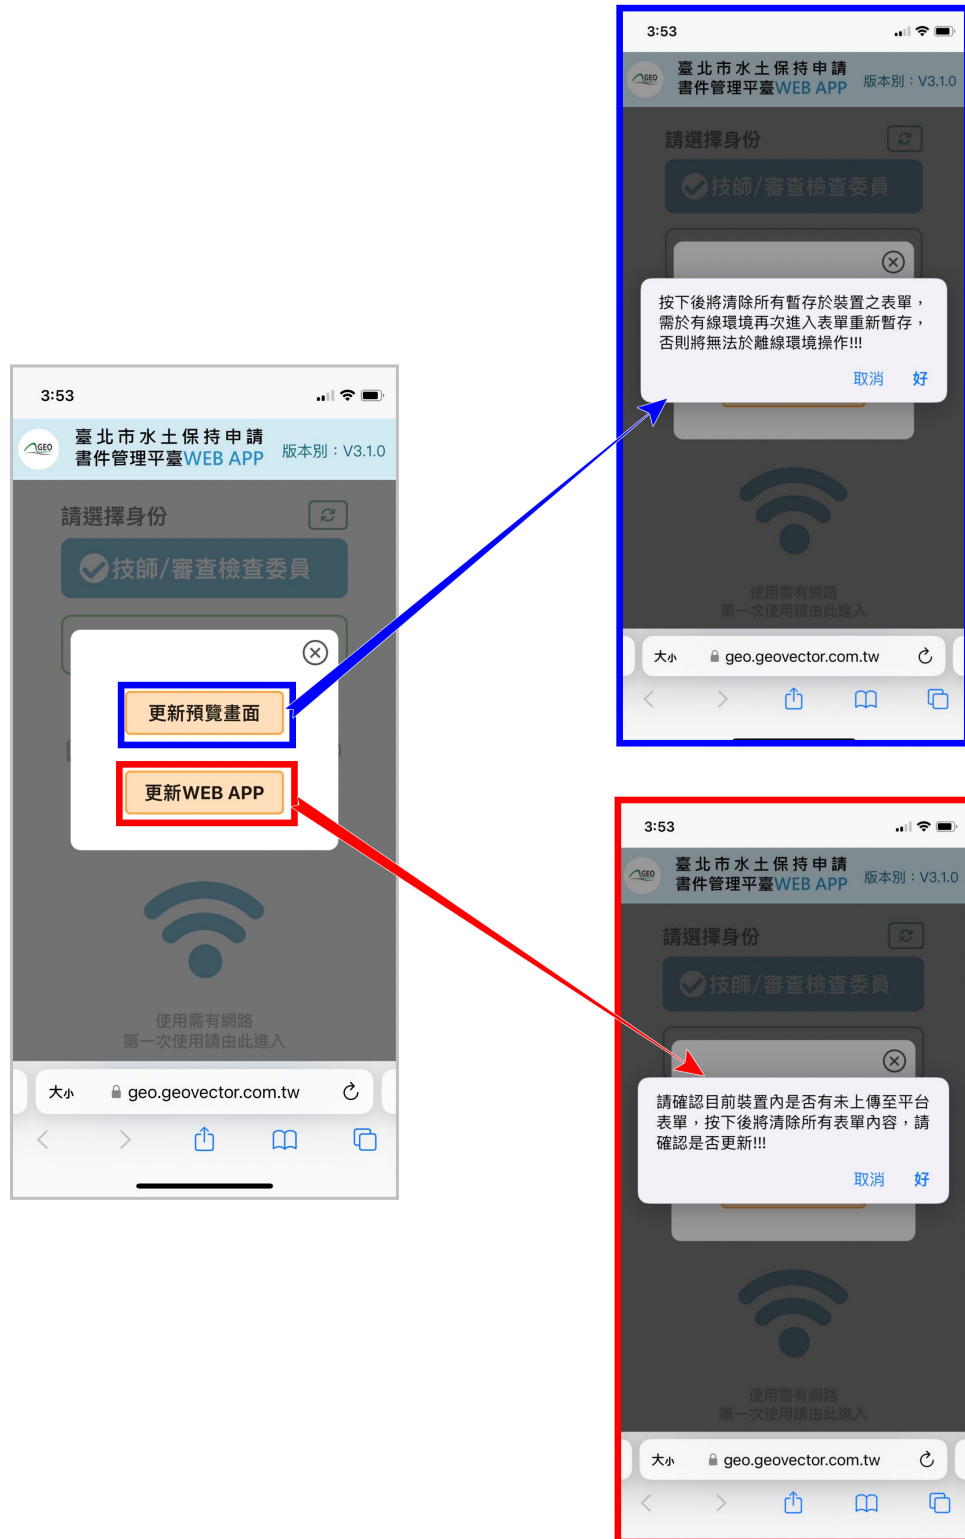 3:53
GEO
臺北市水土保持申請
書件管理平臺WEB APP
版本別：V3.1.0
請選擇身份
技師/審查檢查委員
更新預覽畫面
更新WEB APP
使用需有網路
第一次使用請由此進入
大小 geo.geovector.com.tw
3:53
GEO
臺北市水土保持申請
書件管理平臺WEB APP
版本別：V3.1.0
請選擇身份
技師/審查檢查委員
按下後將清除所有暫存於裝置之表單，
需於有線環境再次進入表單重新暫存，
否則將無法於離線環境操作!!!
取消 好
使用需有網路
第一次使用請由此進入
大小 geo.geovector.com.tw
3:53
GEO
臺北市水土保持申請
書件管理平臺WEB APP
版本別：V3.1.0
請選擇身份
技師/審查檢查委員
請確認目前裝置內是否有未上傳至平台
表單，按下後將清除所有表單內容，請
確認是否更新!!!
取消 好
使用需有網路
第一次使用請由此進入
大小 geo.geovector.com.tw